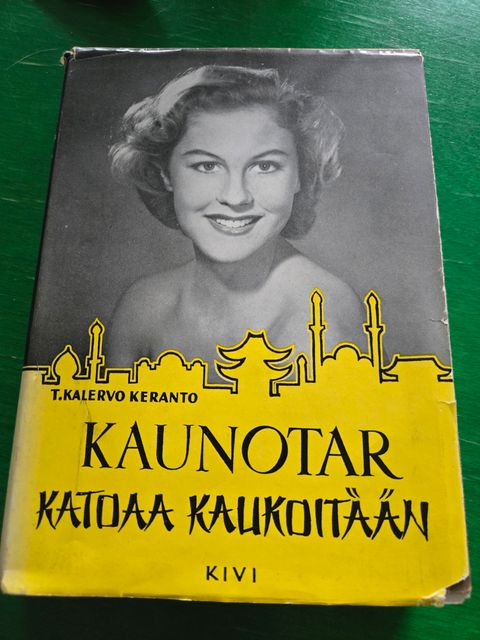 T. KALERVO KERANTO
KAUNOTAR
KATOAA KAUKOITÄÄN
KIVI